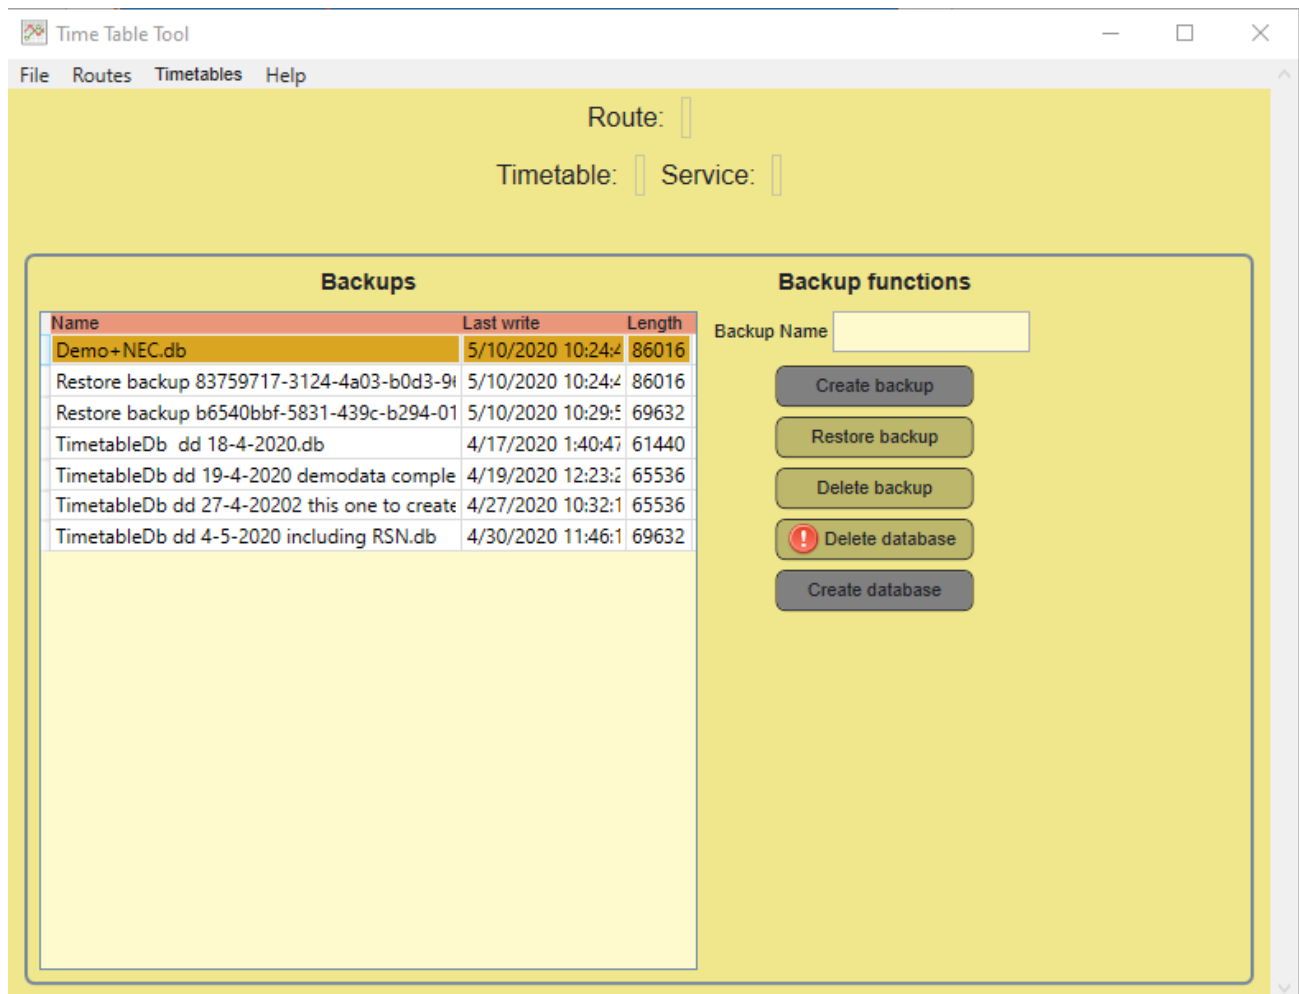 Time Table Tool
File Routes Timetables Help
Route:
Timetable: Service:
Backups
Name Last write Length
Demo+NEC.db 5/10/2020 10:24:4 86016
Restore backup 83759717-3124-4a03-b0d3-9 5/10/2020 10:24:4 86016
Restore backup b6540bbf-5831-439c-b294-01 5/10/2020 10:29:5 69632
TimetableDb dd 18-4-2020.db 4/17/2020 1:40:47 61440
TimetableDb dd 19-4-2020 demodata comple 4/19/2020 12:23:2 65536
TimetableDb dd 27-4-20202 this one to create 4/27/2020 10:32:1 65536
TimetableDb dd 4-5-2020 including RSN.db 4/30/2020 11:46:1 69632
Backup functions
Backup Name
Create backup
Restore backup
Delete backup
Delete database
Create database